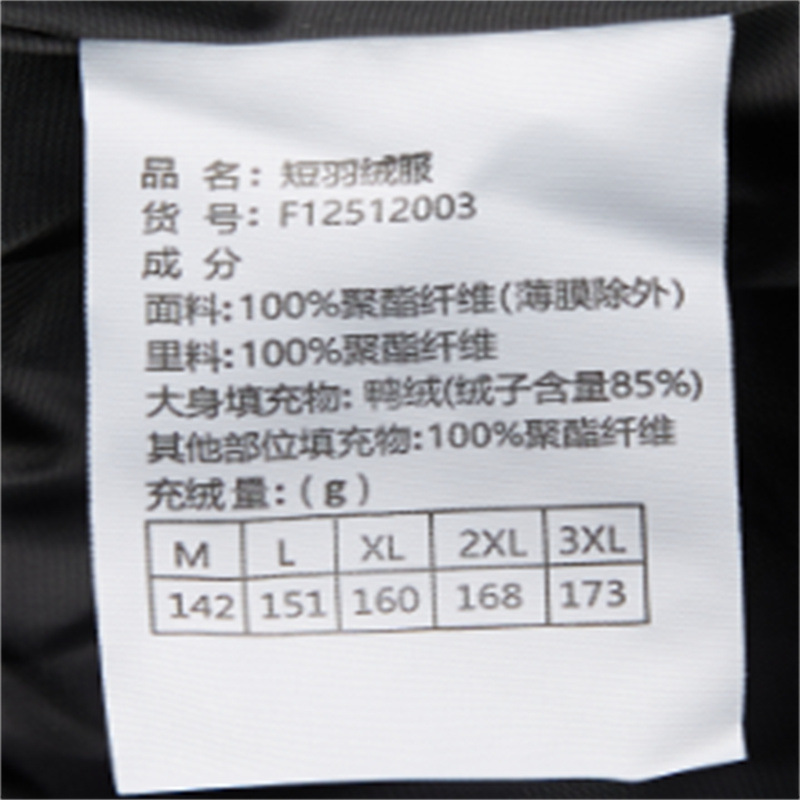 品 名：短羽绒服
货 号：F12512003
成 分
面料：100%聚酯纤维(薄膜除外)
里料：100%聚酯纤维
大身填充物：鸭绒(绒子含量85%)
其他部位填充物：100%聚酯纤维
充绒量：(g)
M L XL 2XL 3XL
142 151 160 168 173